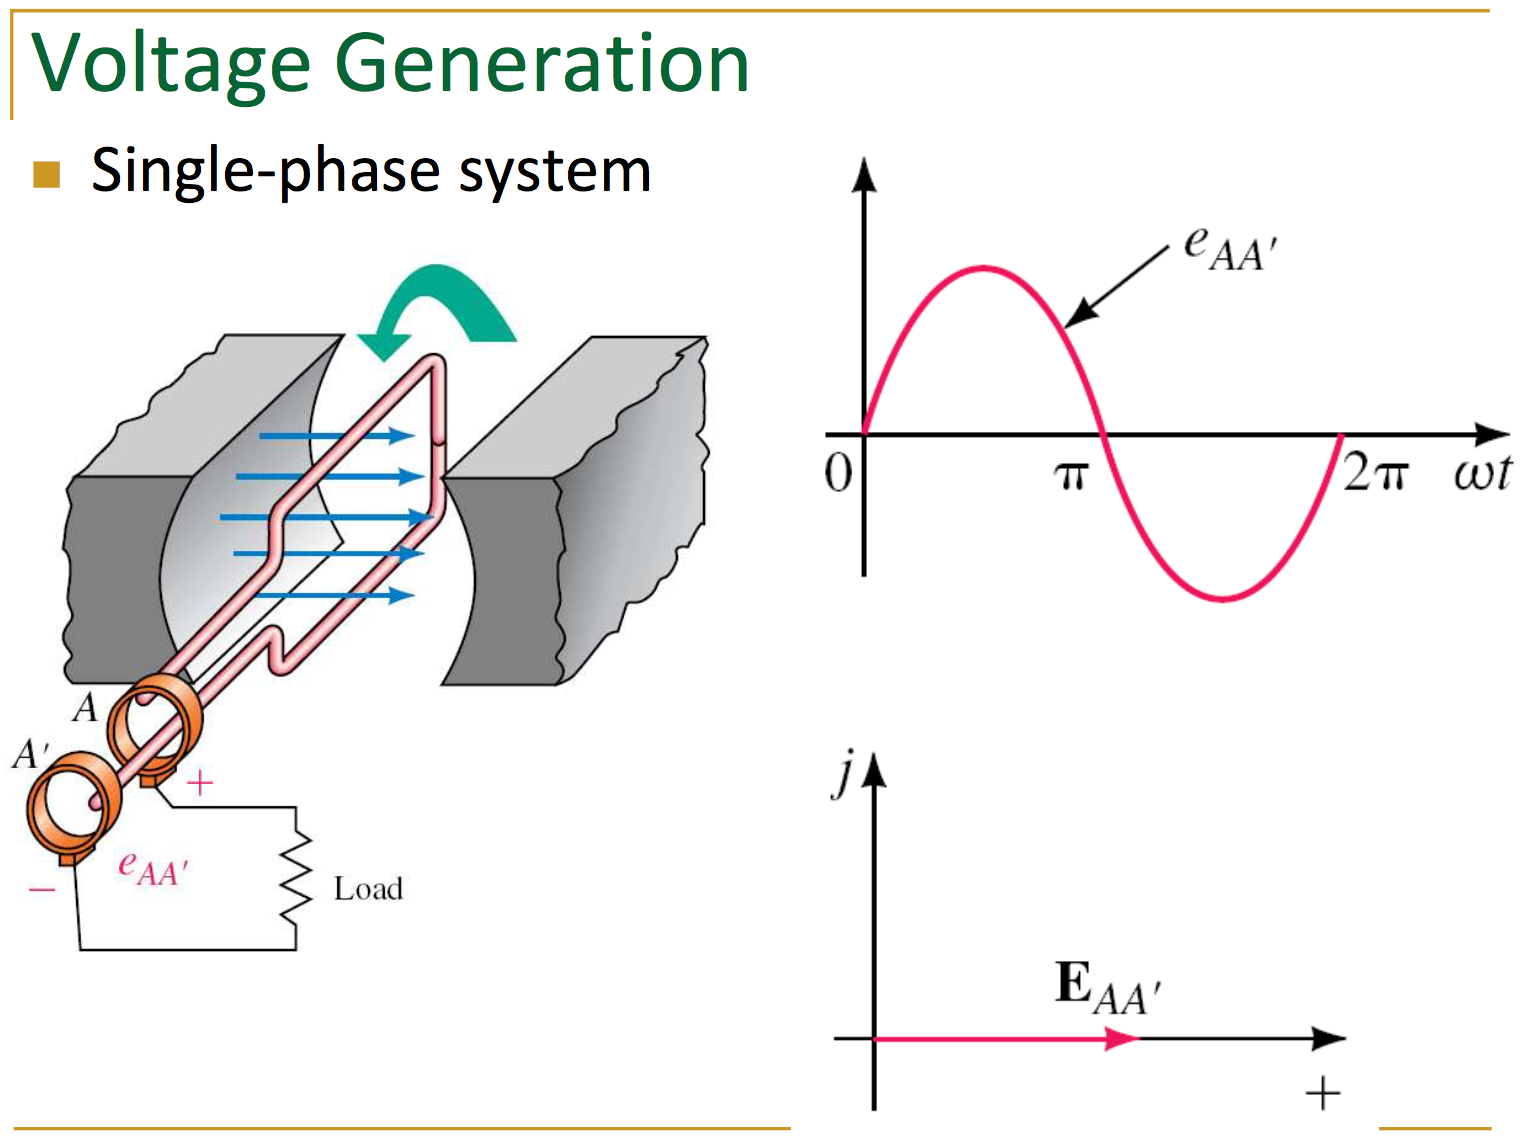 Voltage Generation
■ Single-phase system
e_AA'
0
π
2π
ωt
A
A'
+
e_AA'
−
Load
j
E_AA'
+